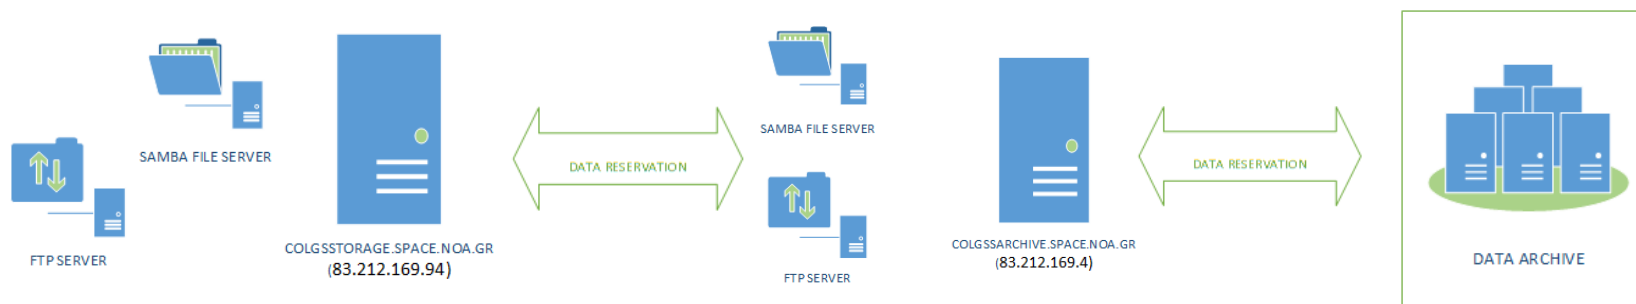 SAMBA FILE SERVER
FTP SERVER
COLGSSTORAGE.SPACE.NOA.GR
(83.212.169.94)
DATA RESERVATION
SAMBA FILE SERVER
FTP SERVER
COLGSSARCHIVE.SPACE.NOA.GR
(83.212.169.4)
DATA RESERVATION
DATA ARCHIVE